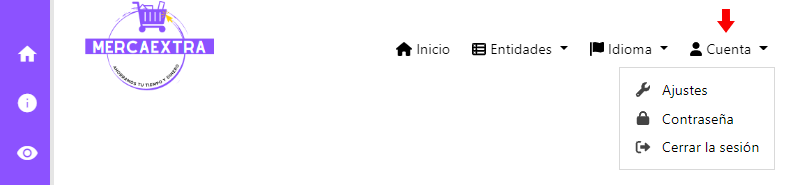 MERCAEXTRA
AHORRAMOS TU TIEMPO Y DINERO
Inicio
Entidades
Idioma
Cuenta
Ajustes
Contraseña
Cerrar la sesión